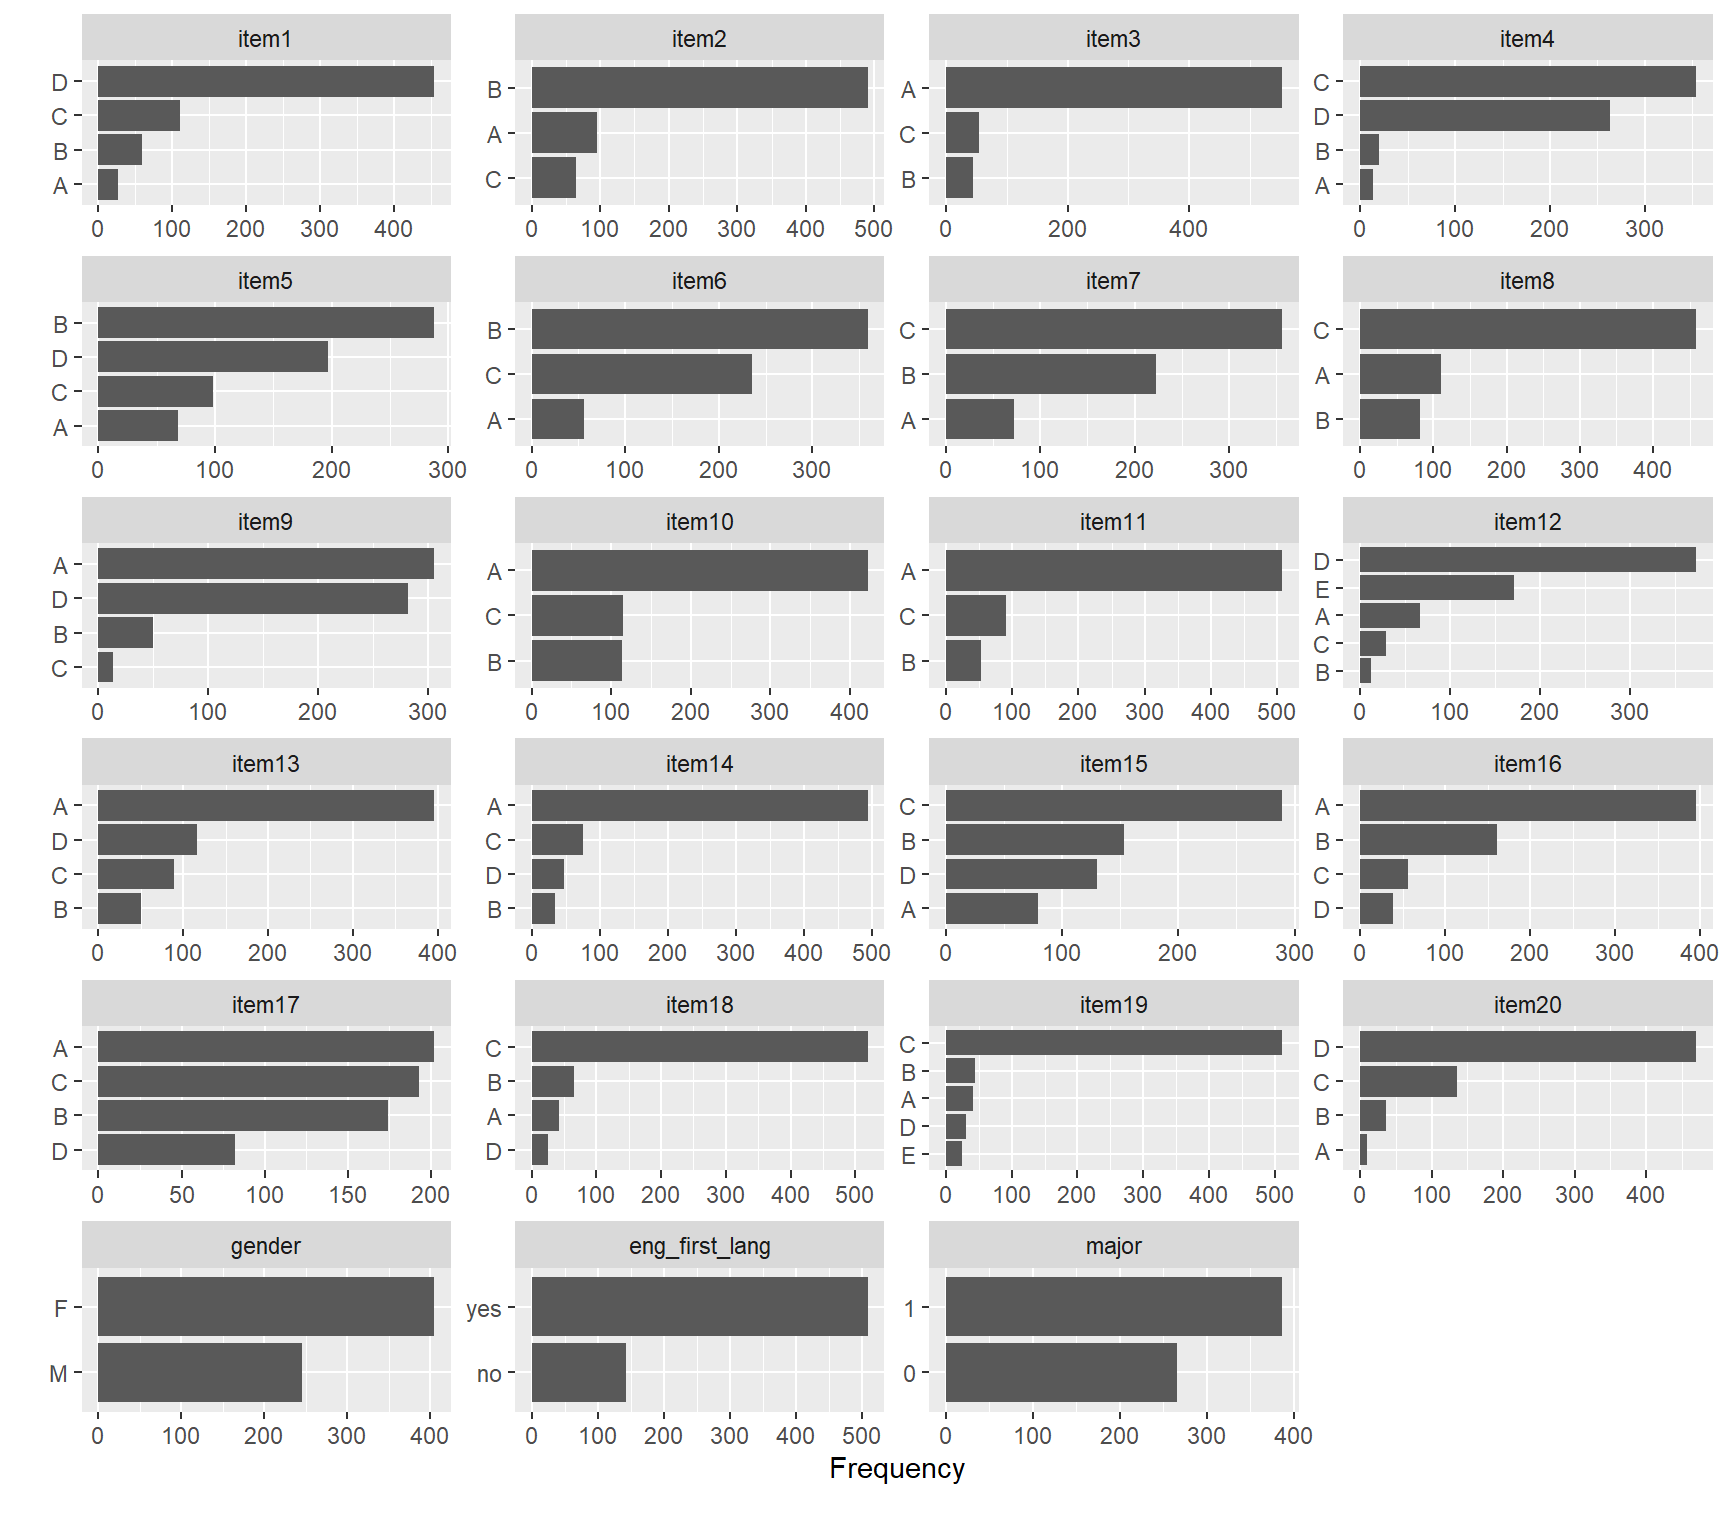 item1 item2 item3 item4
D B A C
C A C D
B C B B
A A
0 100 200 300 400 0 100 200 300 400 500 0 200 400 0 100 200 300
item5 item6 item7 item8
B B C C
D C B A
C A A B
A
0 100 200 300 0 100 200 300 0 100 200 300 0 100 200 300 400
item9 item10 item11 item12
A A A D
D C C E
B B B A
C C
B
0 100 200 300 0 100 200 300 400 0 100 200 300 400 500 0 100 200 300
item13 item14 item15 item16
A A C A
D C B B
C D D C
B B A D
0 100 200 300 400 0 100 200 300 400 500 0 100 200 300 0 100 200 300 400
item17 item18 item19 item20
A C C D
C B B C
B A A B
D D D A
E
0 50 100 150 200 0 100 200 300 400 500 0 100 200 300 400 500 0 100 200 300 400
gender eng_first_lang major
F yes 1
M no 0
0 100 200 300 400 0 100 200 300 400 500 0 100 200 300 400
Frequency